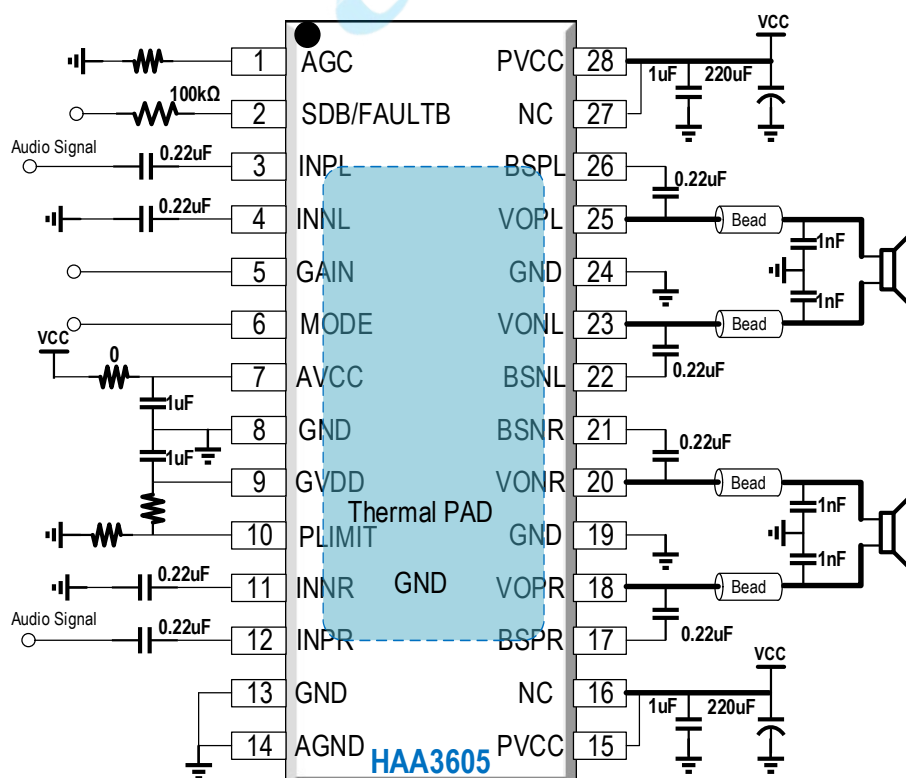 VCC
1 AGC PVCC 28
1uF 220uF
100kΩ
2 SDB/FAULTB NC 27
Audio Signal 0.22uF
3 INPL BSPL 26
0.22uF
0.22uF
4 INNL VOPL 25 Bead
1nF
5 GAIN GND 24
1nF
6 MODE VONL 23 Bead
VCC
0
7 AVCC BSNL 22
0.22uF
1uF
8 GND BSNR 21
0.22uF
1uF
9 GVDD VONR 20 Bead
1nF
Thermal PAD
10 PLIMIT GND 19
1nF
0.22uF
11 INNR VOPR 18 Bead
GND
Audio Signal 0.22uF
0.22uF
12 INPR BSPR 17
VCC
13 GND NC 16
1uF 220uF
14 AGND PVCC 15
HAA3605